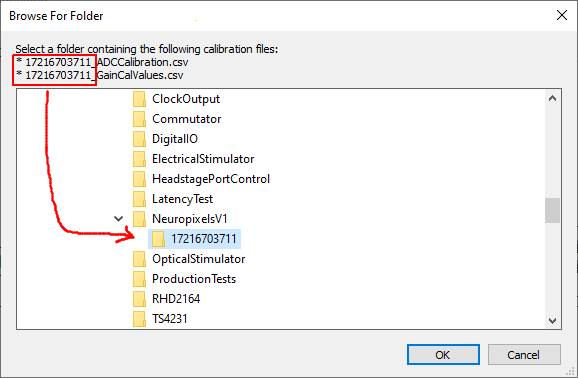 Browse For Folder
Select a folder containing the following calibration files:
* 17216703711_ADCCalibration.csv
* 17216703711_GainCalValues.csv
ClockOutput
Commutator
DigitalIO
ElectricalStimulator
HeadstagePortControl
LatencyTest
NeuropixelsV1
17216703711
OpticalStimulator
ProductionTests
RHD2164
TS4231
OK
Cancel